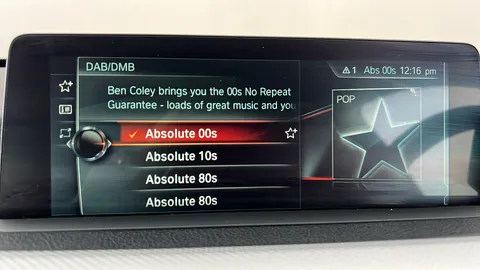 DAB/DMB
1 Abs 00s 12:16 pm
Ben Coley brings you the 00s No Repeat
Guarantee - loads of great music and you
POP
Absolute 00s
Absolute 10s
Absolute 80s
Absolute 80s